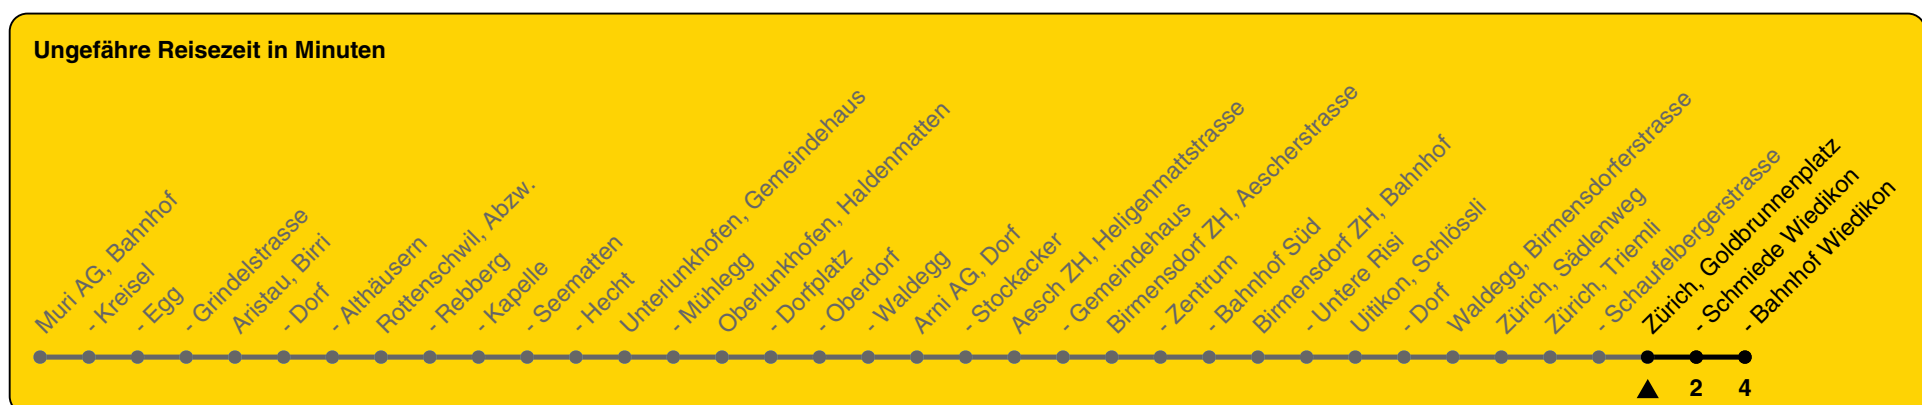 Ungefähre Reisezeit in Minuten
Muri AG, Bahnhof
- Kreisel
- Egg
- Grindelstrasse
Aristau, Birri
- Dorf
- Althäusern
Rottenschwil, Abzw.
- Rebberg
- Kapelle
- Seematten
- Hecht
Unterlunkhofen, Gemeindehaus
- Mühlegg
Oberlunkhofen, Haldenmatten
- Dorfplatz
- Oberdorf
- Waldegg
Arni AG, Dorf
- Stockacker
Aesch ZH, Heligenmattstrasse
- Gemeindehaus
Birmensdorf ZH, Aescherstrasse
- Zentrum
- Bahnhof Süd
Birmensdorf ZH, Bahnhof
- Untere Risi
Uitikon, Schlössli
- Dorf
Waldegg, Birmensdorferstrasse
Zürich, Sädlenweg
Zürich, Triemli
- Schaufelbergerstrasse
Zürich, Goldbrunnenplatz
- Schmiede Wiedikon
- Bahnhof Wiedikon
2 4